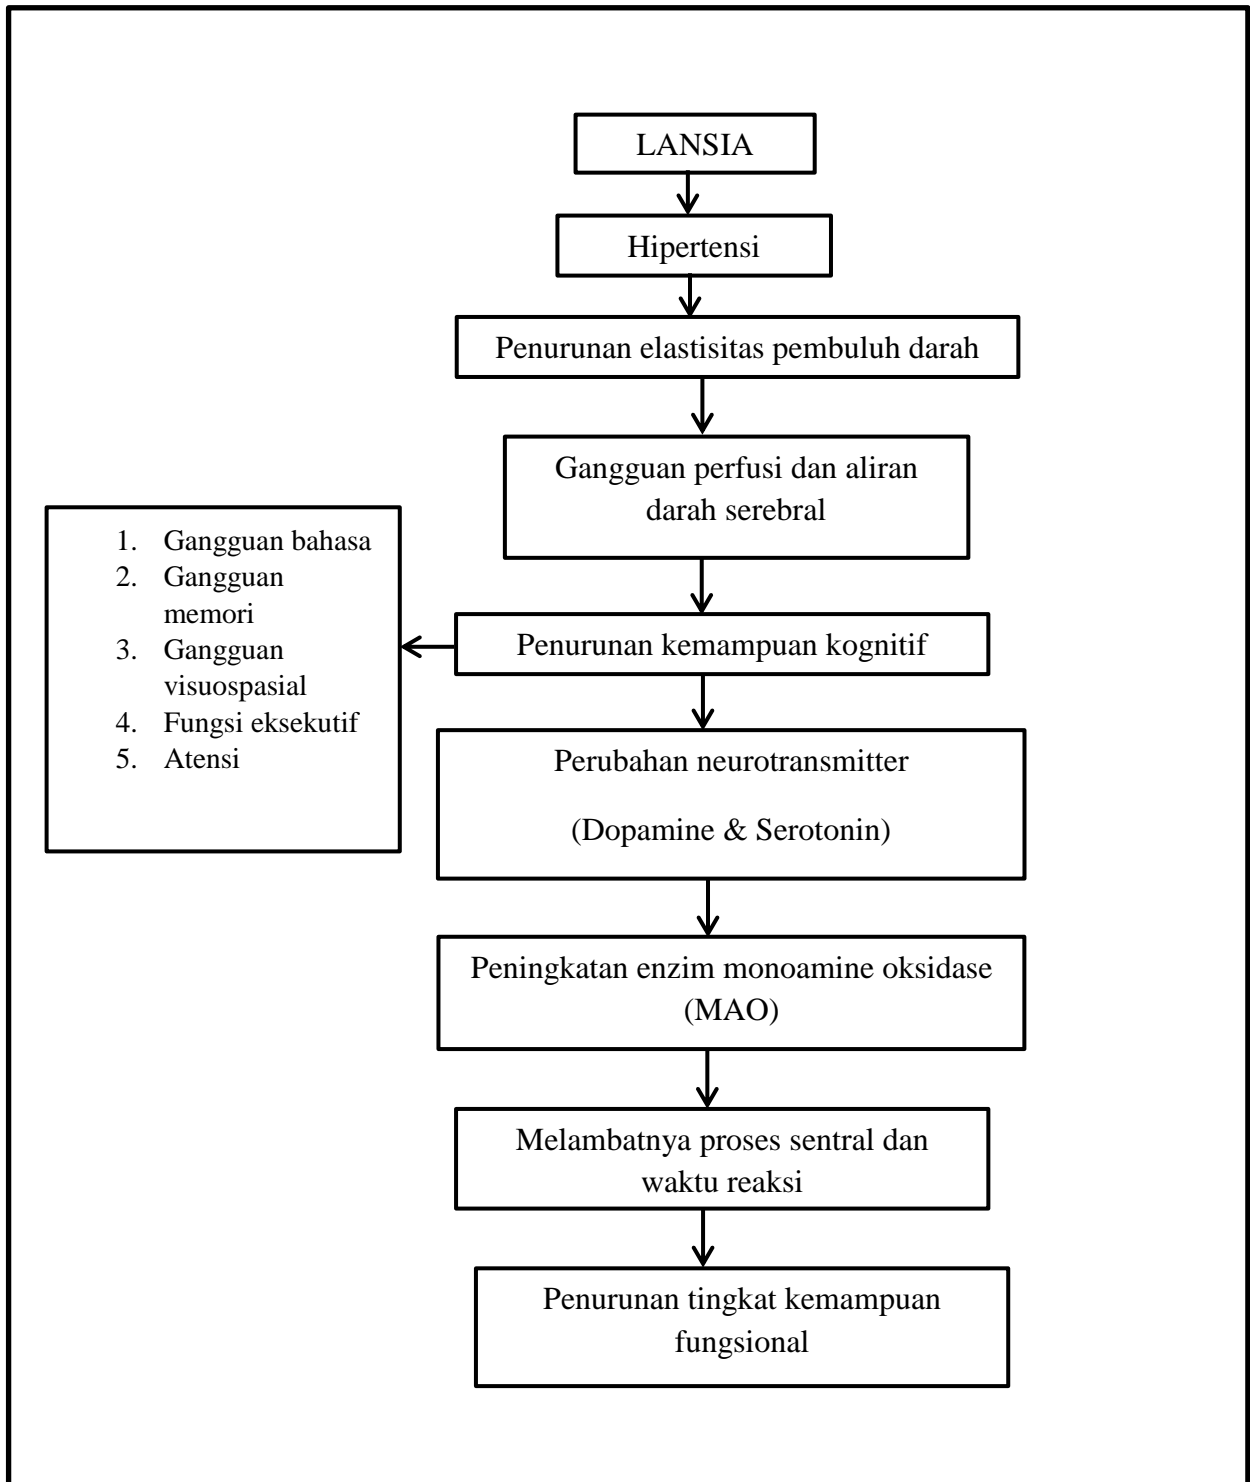 LANSIA
Hipertensi
Penurunan elastisitas pembuluh darah
Gangguan perfusi dan aliran
darah serebral
1. Gangguan bahasa
2. Gangguan
memori
3. Gangguan
visuospasial
4. Fungsi eksekutif
5. Atensi
Penurunan kemampuan kognitif
Perubahan neurotransmitter
(Dopamine & Serotonin)
Peningkatan enzim monoamine oksidase
(MAO)
Melambatnya proses sentral dan
waktu reaksi
Penurunan tingkat kemampuan
fungsional